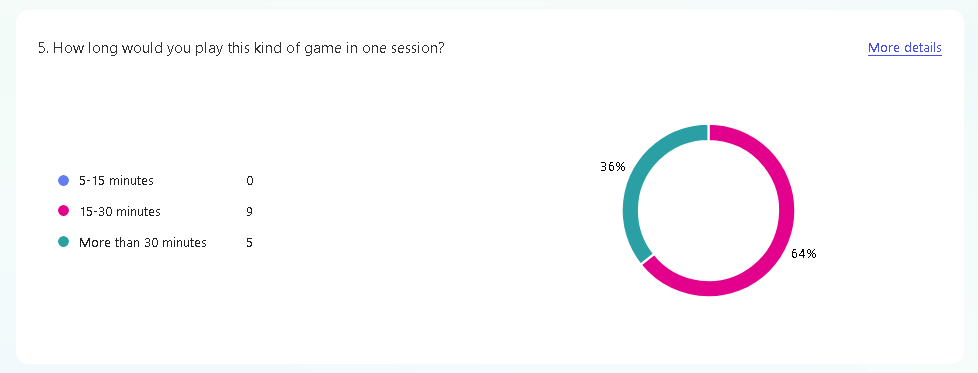 5. How long would you play this kind of game in one session?
More details
5-15 minutes 0
15-30 minutes 9
More than 30 minutes 5
36%
64%